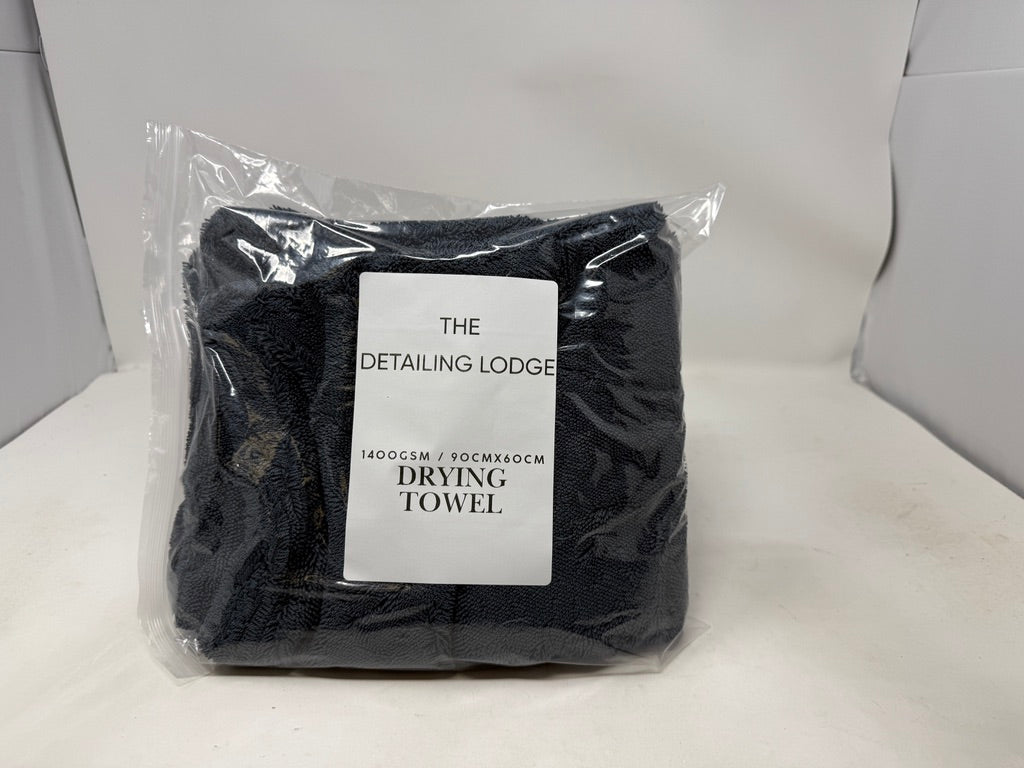 THE
DETAILING LODGE
1400GSM / 90CMX60CM
DRYING
TOWEL